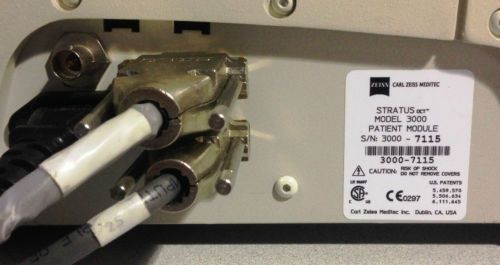 ZEISS
CARL ZEISS MEDITEC
STRATUS OCT™
MODEL 3000
PATIENT MODULE
S/N: 3000 - 7115
3000-7115
CAUTION: RISK OF SHOCK
DO NOT REMOVE COVERS
U.S. PATENTS
5.459.570
5.506.634
6.111.645
CE0297
Carl Zeiss Meditec Inc. Dublin, CA. USA